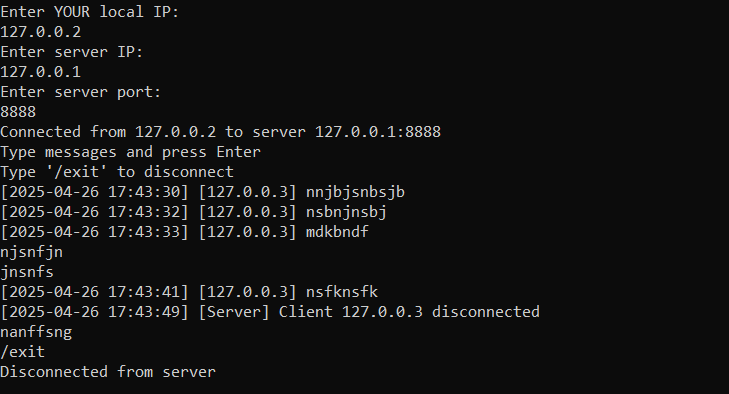 Enter YOUR local IP:
127.0.0.2
Enter server IP:
127.0.0.1
Enter server port:
8888
Connected from 127.0.0.2 to server 127.0.0.1:8888
Type messages and press Enter
Type '/exit' to disconnect
[2025-04-26 17:43:30] [127.0.0.3] nnjbjsnbsjb
[2025-04-26 17:43:32] [127.0.0.3] nsbnjnsbj
[2025-04-26 17:43:33] [127.0.0.3] mdkbndf
njsnfjn
jnsnfs
[2025-04-26 17:43:41] [127.0.0.3] nsfknsfk
[2025-04-26 17:43:49] [Server] Client 127.0.0.3 disconnected
nanffsng
/exit
Disconnected from server